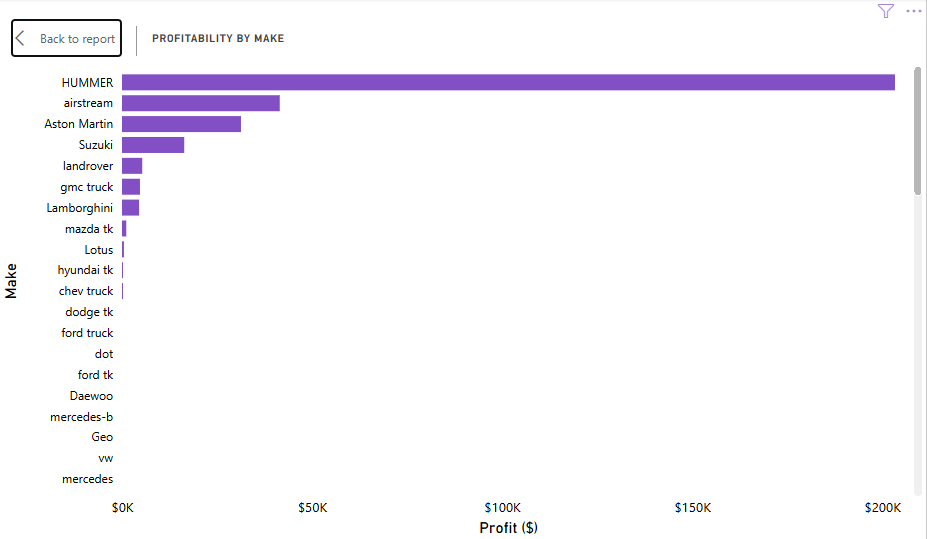 Back to report
PROFITABILITY BY MAKE
HUMMER
airstream
Aston Martin
Suzuki
landrover
gmc truck
Lamborghini
mazda tk
Lotus
hyundai tk
chev truck
dodge tk
ford truck
dot
ford tk
Daewoo
mercedes-b
Geo
vw
mercedes
Make
$0K $50K $100K $150K $200K
Profit ($)